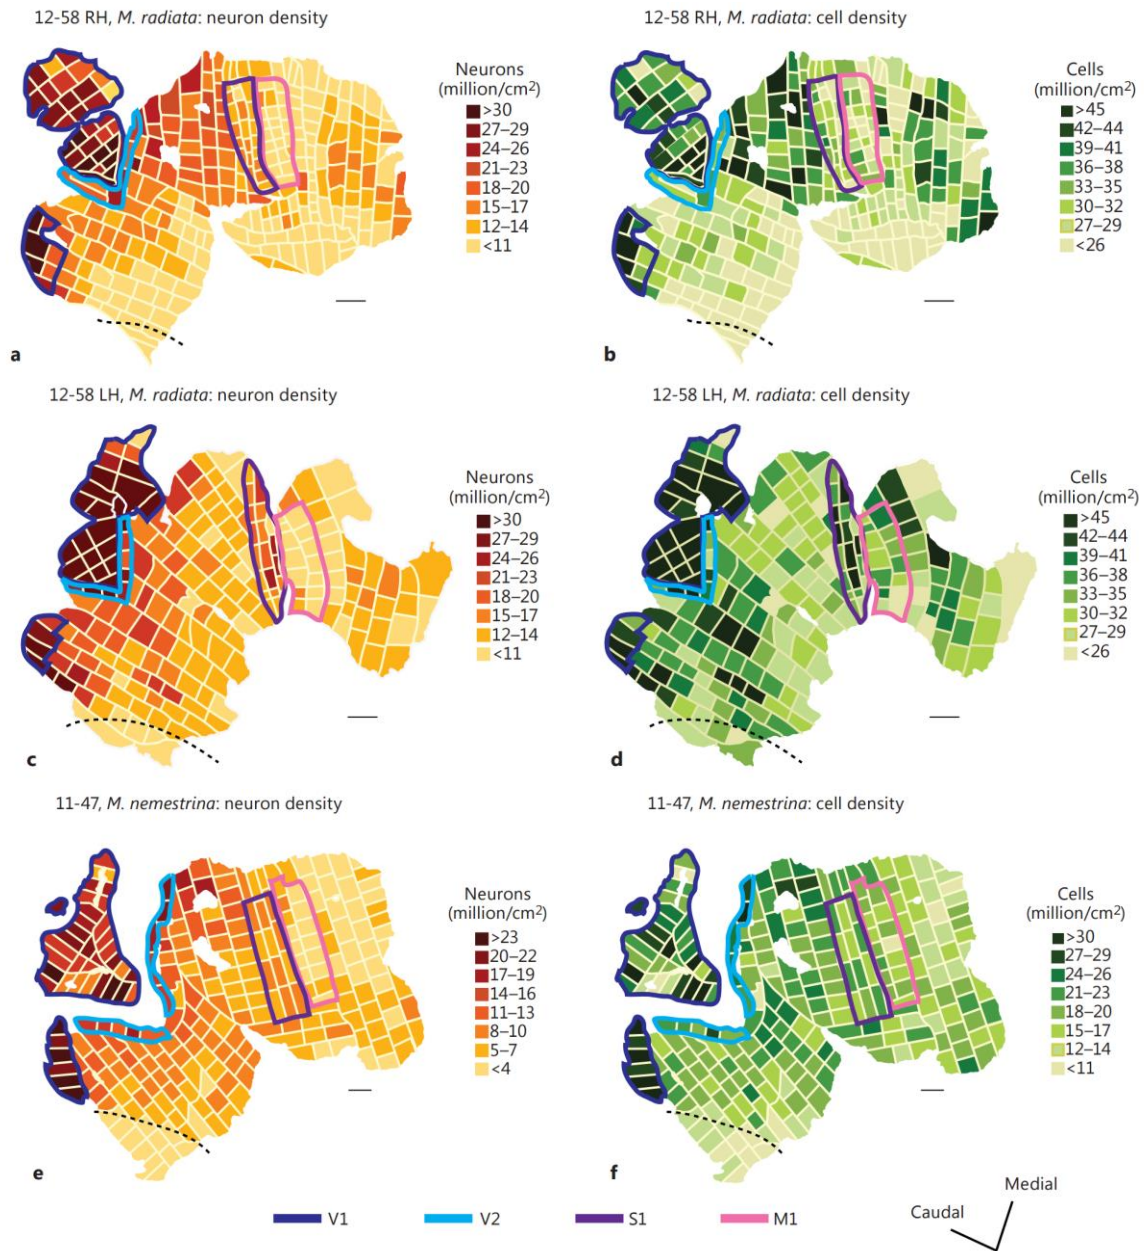 12-58 RH, M. radiata: neuron density
12-58 RH, M. radiata: cell density
Neurons
(million/cm²)
>30
27–29
24–26
21–23
18–20
15–17
12–14
<11
Cells
(million/cm²)
>45
42–44
39–41
36–38
33–35
30–32
27–29
<26
a
b
12-58 LH, M. radiata: neuron density
12-58 LH, M. radiata: cell density
Neurons
(million/cm²)
>30
27–29
24–26
21–23
18–20
15–17
12–14
<11
Cells
(million/cm²)
>45
42–44
39–41
36–38
33–35
30–32
27–29
<26
c
d
11-47, M. nemestrina: neuron density
11-47, M. nemestrina: cell density
Neurons
(million/cm²)
>23
20–22
17–19
14–16
11–13
8–10
5–7
<4
Cells
(million/cm²)
>30
27–29
24–26
21–23
18–20
15–17
12–14
<11
e
f
Medial
Caudal
V1
V2
S1
M1